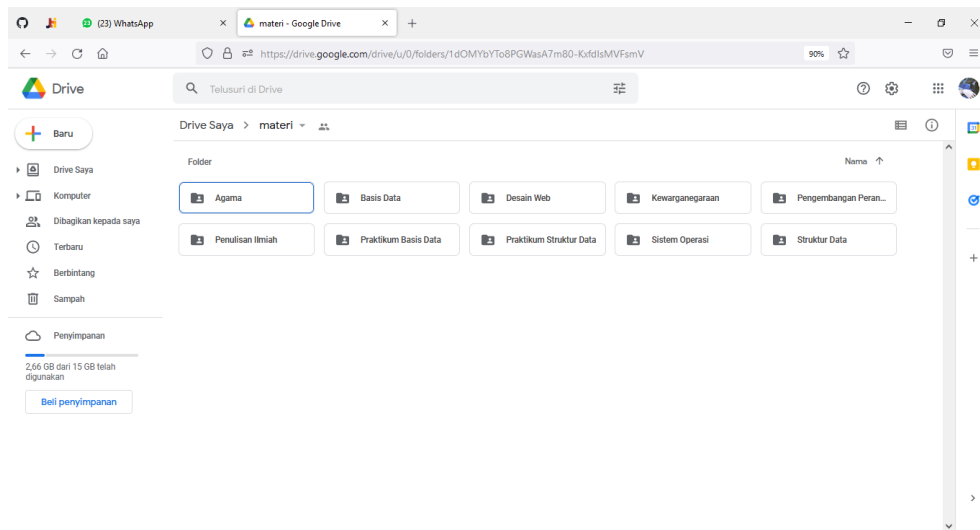 (23) WhatsApp
materi - Google Drive
https://drive.google.com/drive/u/0/folders/1dOMYbYTo8PGWasA7m80-KxfdIsMVFsmV
90%
Drive
Telusuri di Drive
Baru
Drive Saya > materi
Folder
Nama
Drive Saya
Komputer
Dibagikan kepada saya
Terbaru
Berbintang
Sampah
Penyimpanan
2,66 GB dari 15 GB telah
digunakan
Beli penyimpanan
Agama
Basis Data
Desain Web
Kewarganegaraan
Pengembangan Peran...
Penulisan Ilmiah
Praktikum Basis Data
Praktikum Struktur Data
Sistem Operasi
Struktur Data